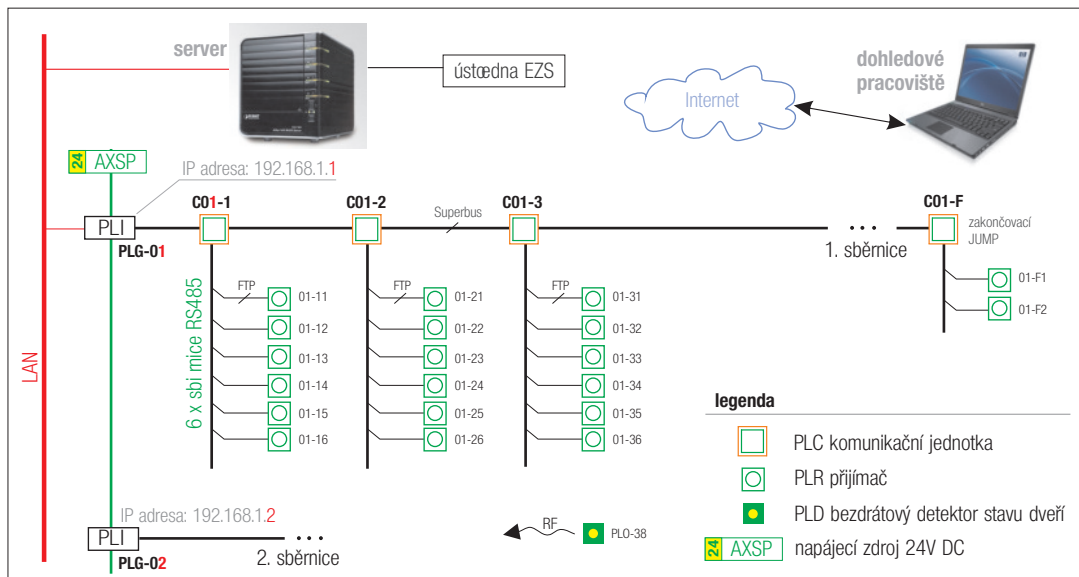 server
ústœdna EZS
Internet
dohledové
pracoviště
24 AXSP
IP adresa: 192.168.1.1
PLI
PLG-01
C01-1
C01-2
Superbus
C01-3
C01-F
zakončovací
JUMP
...
1. sběrnice
LAN
6 x sbi mice RS485
FTP
01-11
01-12
01-13
01-14
01-15
01-16
FTP
01-21
01-22
01-23
01-24
01-25
01-26
FTP
01-31
01-32
01-33
01-34
01-35
01-36
01-F1
01-F2
legenda
PLC komunikační jednotka
PLR přijímač
PLD bezdrátový detektor stavu dveří
24 AXSP napájecí zdroj 24V DC
IP adresa: 192.168.1.2
PLI
PLG-02
...
2. sběrnice
RF
PLO-38